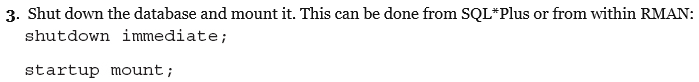 3. Shut down the database and mount it. This can be done from SQL*Plus or from within RMAN:
shutdown immediate;
startup mount;